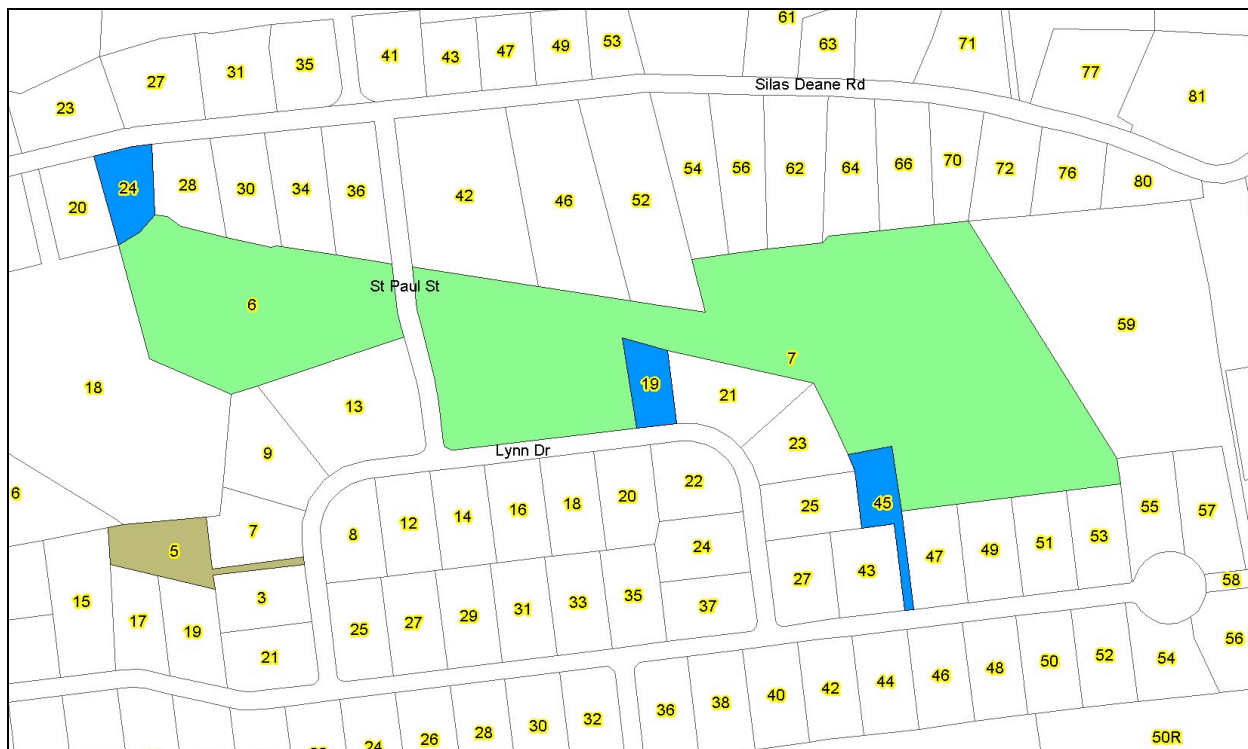 61
27 31 35 41 43 47 49 53 63 71 77
Silas Deane Rd
23 81
20 24 28 30 34 36 42 46 52 54 56 62 64 66 70 72 76 80
St Paul St
6 7 59
18 13 19 21
9 Lynn Dr 23
6 8 12 14 16 18 20 22 25 45 55 57
5 7 24 47 49 51 53
27 43
15 17 19 3 25 27 29 31 33 35 37 58
21 56
36 38 40 42 44 46 48 50 52 54
24 26 28 30 32
50R